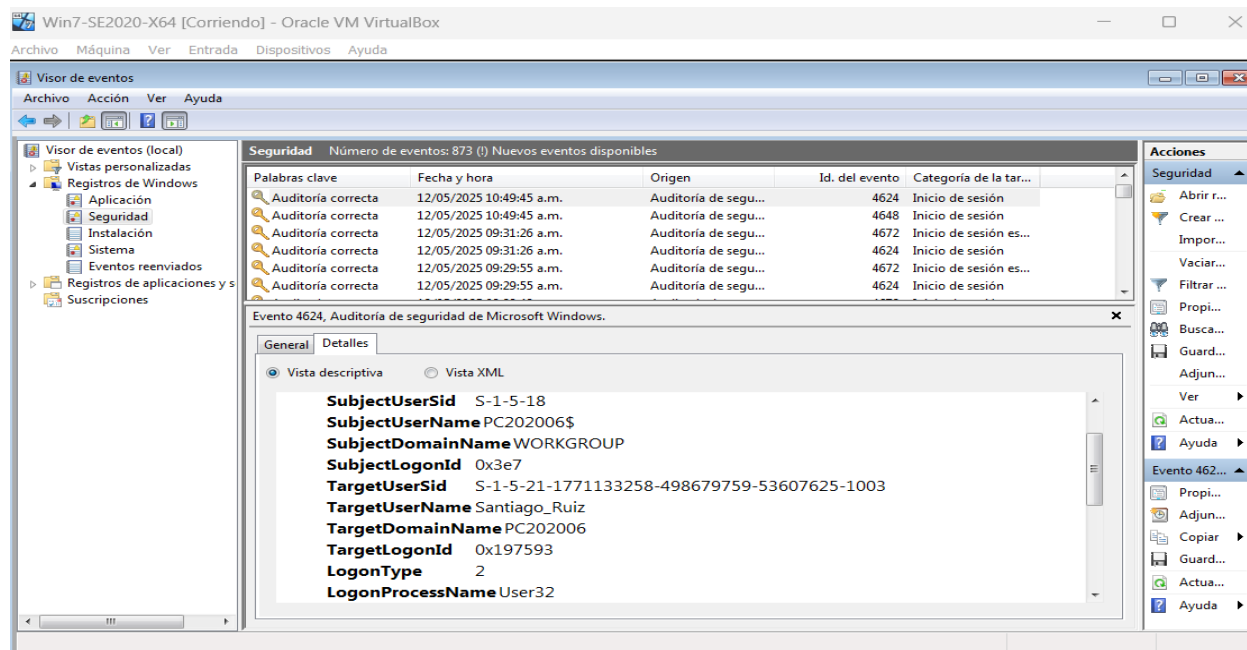 Win7-SE2020-X64 [Corriendo] - Oracle VM VirtualBox
Archivo Máquina Ver Entrada Dispositivos Ayuda
Visor de eventos
Archivo Acción Ver Ayuda
Visor de eventos (local)
Vistas personalizadas
Registros de Windows
Aplicación
Seguridad
Instalación
Sistema
Eventos reenviados
Registros de aplicaciones y s
Suscripciones
Seguridad Número de eventos: 873 (!) Nuevos eventos disponibles
Palabras clave Fecha y hora Origen Id. del evento Categoría de la tar...
Auditoría correcta 12/05/2025 10:49:45 a.m. Auditoría de segu... 4624 Inicio de sesión
Auditoría correcta 12/05/2025 10:49:45 a.m. Auditoría de segu... 4648 Inicio de sesión
Auditoría correcta 12/05/2025 09:31:26 a.m. Auditoría de segu... 4672 Inicio de sesión es...
Auditoría correcta 12/05/2025 09:31:26 a.m. Auditoría de segu... 4624 Inicio de sesión
Auditoría correcta 12/05/2025 09:29:55 a.m. Auditoría de segu... 4672 Inicio de sesión es...
Auditoría correcta 12/05/2025 09:29:55 a.m. Auditoría de segu... 4624 Inicio de sesión
Evento 4624, Auditoría de seguridad de Microsoft Windows.
General Detalles
Vista descriptiva Vista XML
SubjectUserSid S-1-5-18
SubjectUserName PC202006$
SubjectDomainName WORKGROUP
SubjectLogonId 0x3e7
TargetUserSid S-1-5-21-1771133258-498679759-53607625-1003
TargetUserName Santiago_Ruiz
TargetDomainName PC202006
TargetLogonId 0x197593
LogonType 2
LogonProcessName User32
Acciones
Seguridad
Abrir r...
Crear ...
Impor...
Vaciar...
Filtrar ...
Propi...
Busca...
Guard...
Adjun...
Ver
Actua...
Ayuda
Evento 462...
Propi...
Adjun...
Copiar
Guard...
Actua...
Ayuda